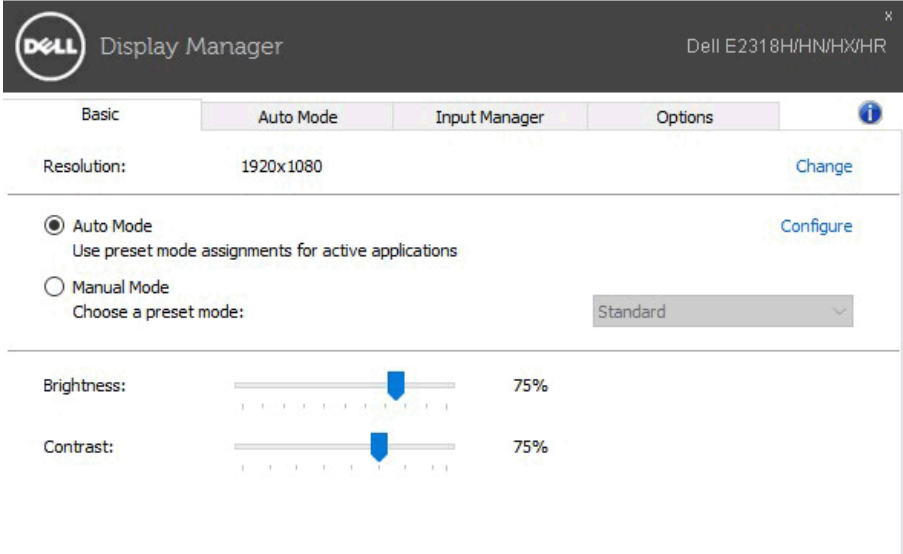 DELL Display Manager
x
Dell E2318H/HN/HX/HR
Basic Auto Mode Input Manager Options i
Resolution: 1920x1080 Change
Auto Mode Configure
Use preset mode assignments for active applications
Manual Mode
Choose a preset mode: Standard
Brightness: 75%
Contrast: 75%